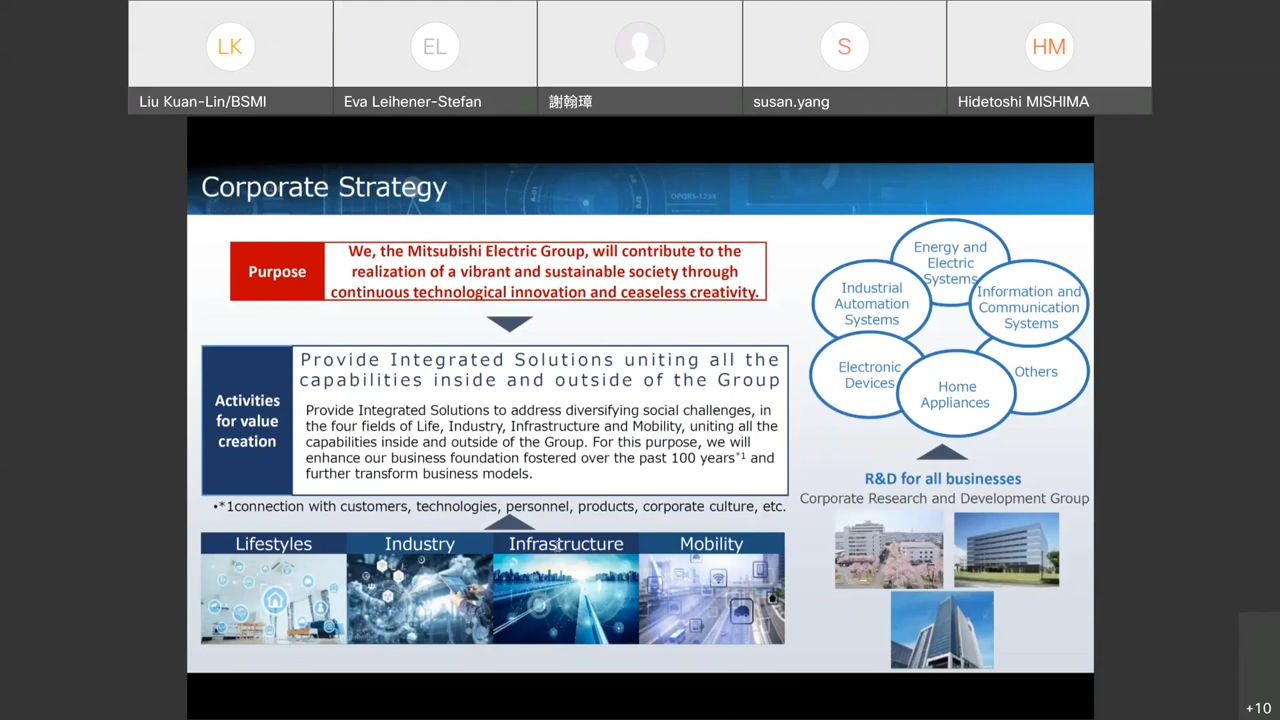 LK
EL
S
HM
Liu Kuan-Lin/BSMI
Eva Leihener-Stefan
謝翰璋
susan.yang
Hidetoshi MISHIMA
Corporate Strategy
Purpose
We, the Mitsubishi Electric Group, will contribute to the
realization of a vibrant and sustainable society through
continuous technological innovation and ceaseless creativity.
Activities
for value
creation
Provide Integrated Solutions uniting all the
capabilities inside and outside of the Group
Provide Integrated Solutions to address diversifying social challenges, in
the four fields of Life, Industry, Infrastructure and Mobility, uniting all the
capabilities inside and outside of the Group. For this purpose, we will
enhance our business foundation fostered over the past 100 years*1 and
further transform business models.
•*1connection with customers, technologies, personnel, products, corporate culture, etc.
Lifestyles
Industry
Infrastructure
Mobility
Energy and
Electric
Systems
Industrial
Automation
Systems
Information and
Communication
Systems
Electronic
Devices
Home
Appliances
Others
R&D for all businesses
Corporate Research and Development Group
+10